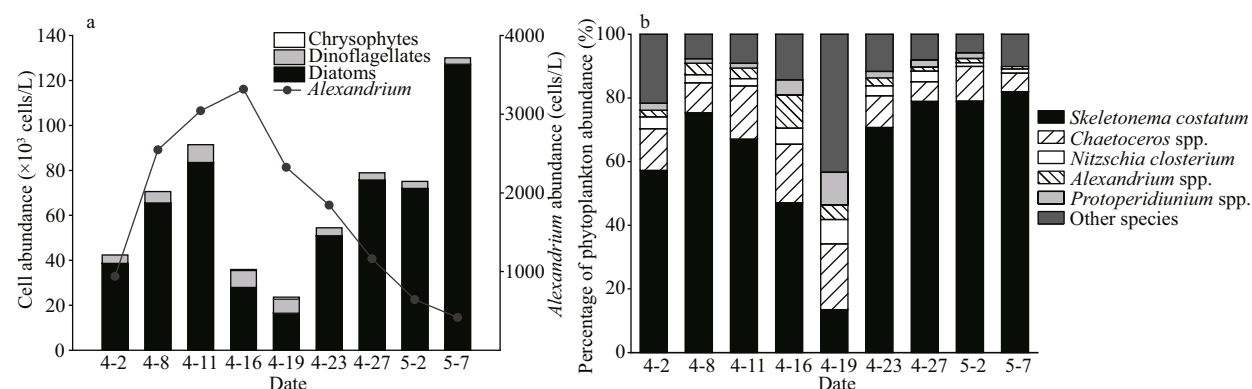 a
Cell abundance (×10³ cells/L)
140
120
100
80
60
40
20
0
Chrysophytes
Dinoflagellates
Diatoms
Alexandrium
4000
3000
2000
1000
Alexandrium abundance (cells/L)
4-2 4-8 4-11 4-16 4-19 4-23 4-27 5-2 5-7
Date
b
Percentage of phytoplankton abundance (%)
100
80
60
40
20
0
4-2 4-8 4-11 4-16 4-19 4-23 4-27 5-2 5-7
Date
Skeletonema costatum
Chaetoceros spp.
Nitzschia closterium
Alexandrium spp.
Protoperidiunium spp.
Other species